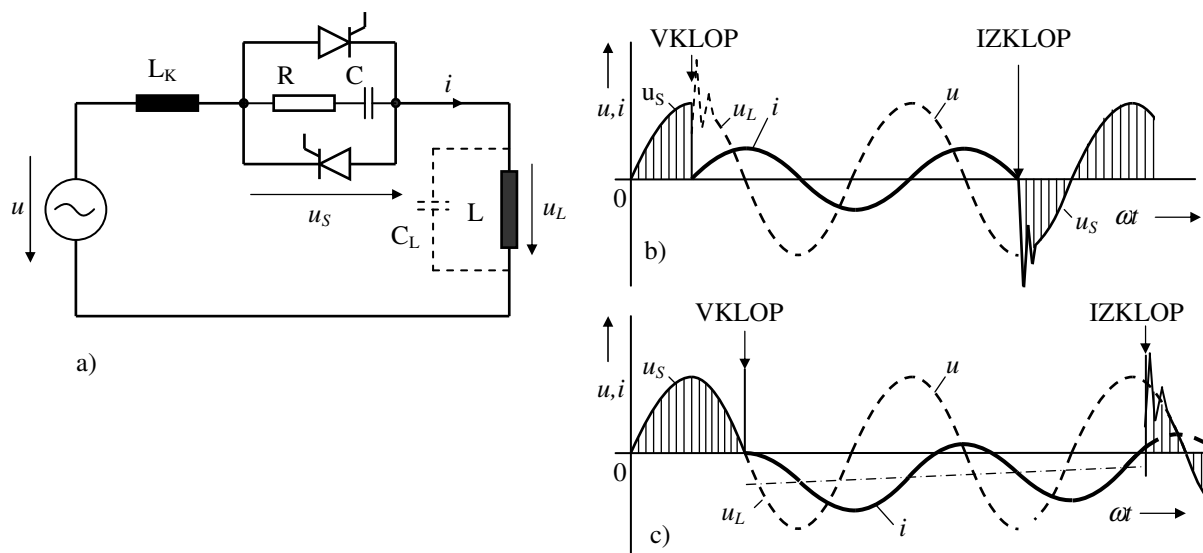 L_K
R
C
i
u
u_S
C_L
L
u_L
a)
VKLOP
IZKLOP
u,i
u_S
u_L
i
u
0
u_S
ωt
b)
VKLOP
IZKLOP
u,i
u_S
u
0
u_L
i
ωt
c)